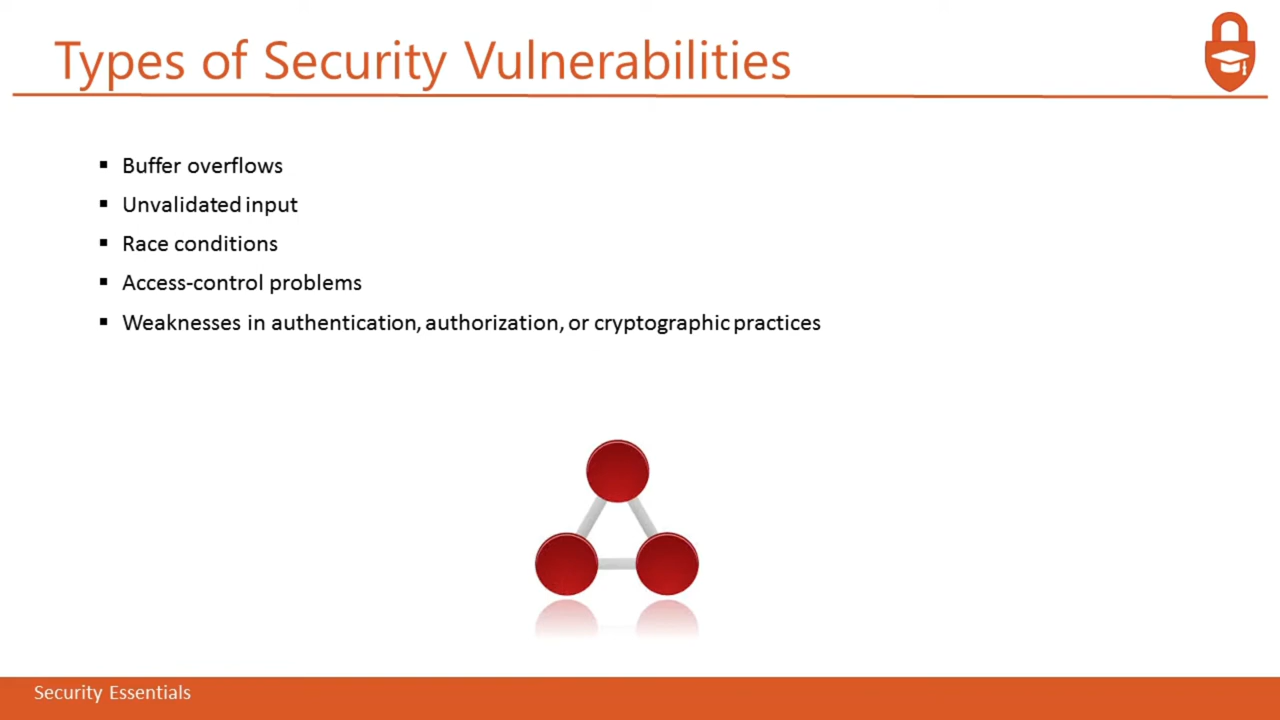 Types of Security Vulnerabilities
Buffer overflows
Unvalidated input
Race conditions
Access-control problems
Weaknesses in authentication, authorization, or cryptographic practices
Security Essentials